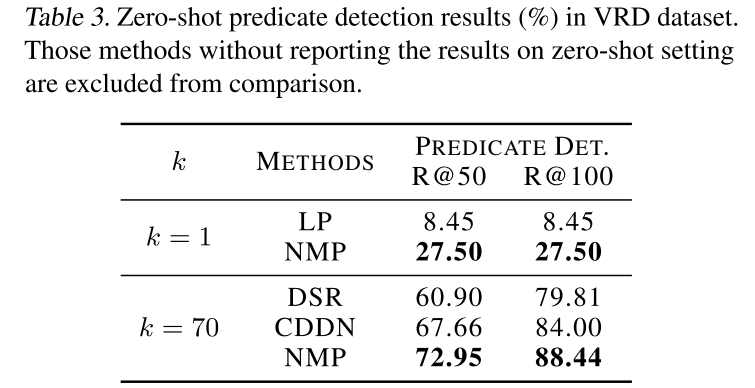 Table 3. Zero-shot predicate detection results (%) in VRD dataset.
Those methods without reporting the results on zero-shot setting
are excluded from comparison.
k METHODS PREDICATE DET.
R@50 R@100
k = 1 LP 8.45 8.45
NMP 27.50 27.50
k = 70 DSR 60.90 79.81
CDDN 67.66 84.00
NMP 72.95 88.44